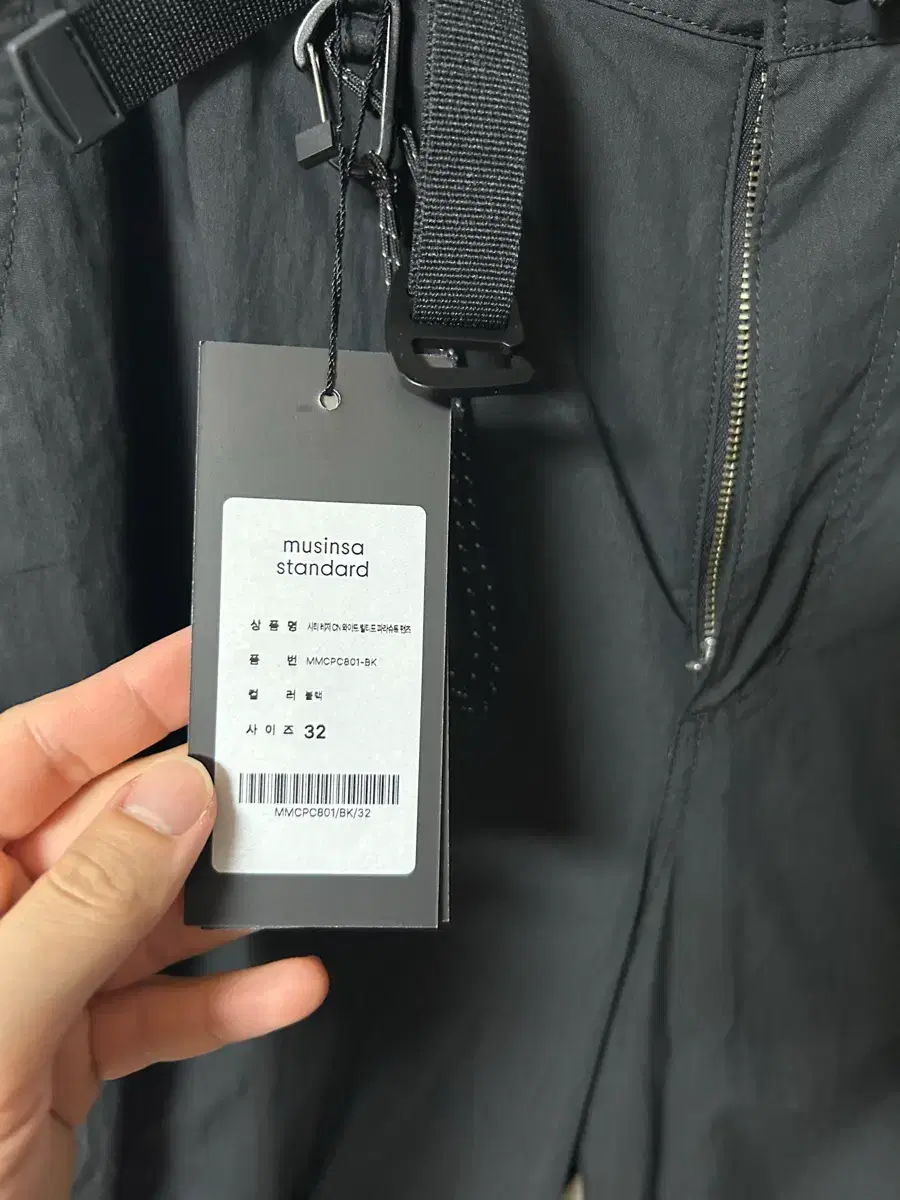 musinsa
standard
상품명 시티 레저 CN 와이드 벨티드 파라슈트 팬츠
품번 MMCPC801-BK
컬러 블랙
사이즈 32
MMCPC801/BK/32